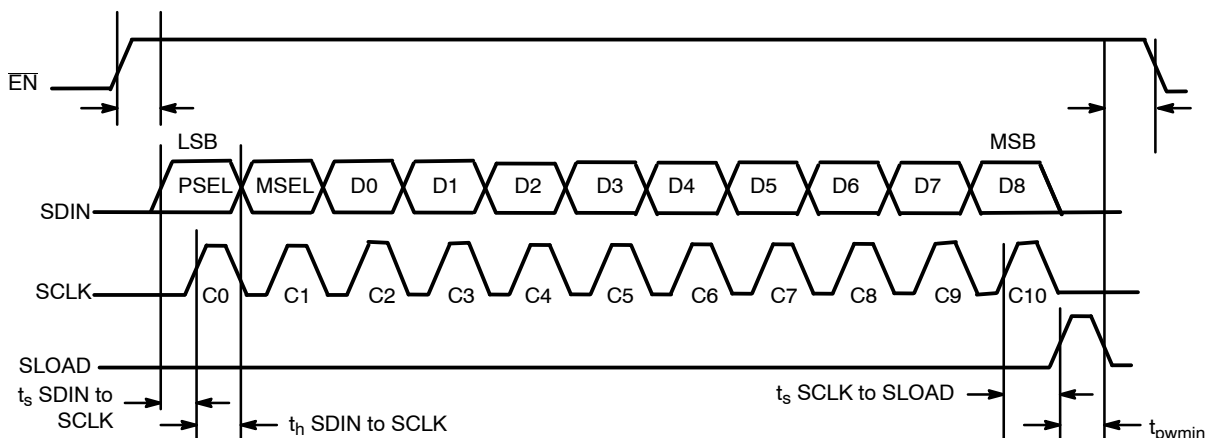 EN
LSB MSB
PSEL MSEL D0 D1 D2 D3 D4 D5 D6 D7 D8
SDIN
SCLK
C0 C1 C2 C3 C4 C5 C6 C7 C8 C9 C10
SLOAD
ts SDIN to
SCLK
th SDIN to SCLK
ts SCLK to SLOAD
tpwmin